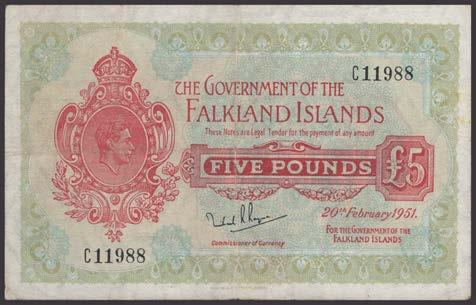 C11988
THE GOVERNMENT OF THE
FALKLAND ISLANDS
These Notes are Legal Tender for the payment of any amount
FIVE POUNDS £5
20th February 1951.
Commissioner of Currency
FOR THE GOVERNMENT OF THE
FALKLAND ISLANDS
C11988